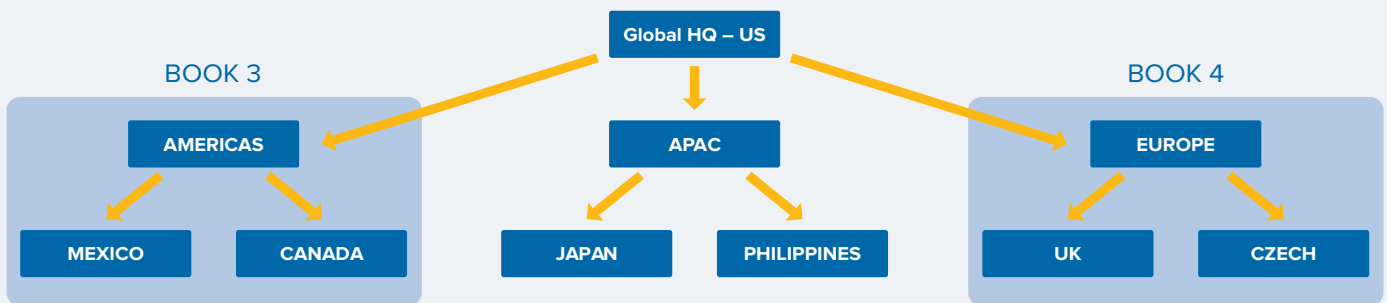 Global HQ – US
BOOK 3
BOOK 4
AMERICAS
APAC
EUROPE
MEXICO
CANADA
JAPAN
PHILIPPINES
UK
CZECH